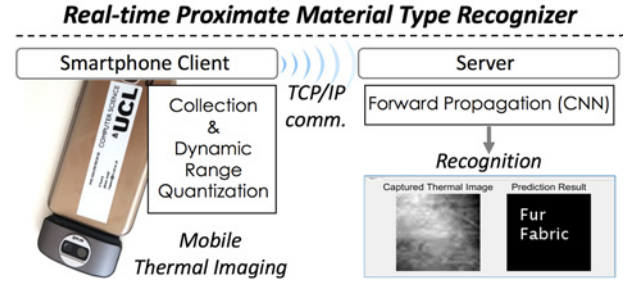 Real-time Proximate Material Type Recognizer
Smartphone Client
Server
TCP/IP
comm.
Collection
&
Dynamic
Range
Quantization
Forward Propagation (CNN)
COMPUTER SCIENCE
UCL
Recognition
Captured Thermal Image
Prediction Result
Fur
Fabric
Mobile
Thermal Imaging